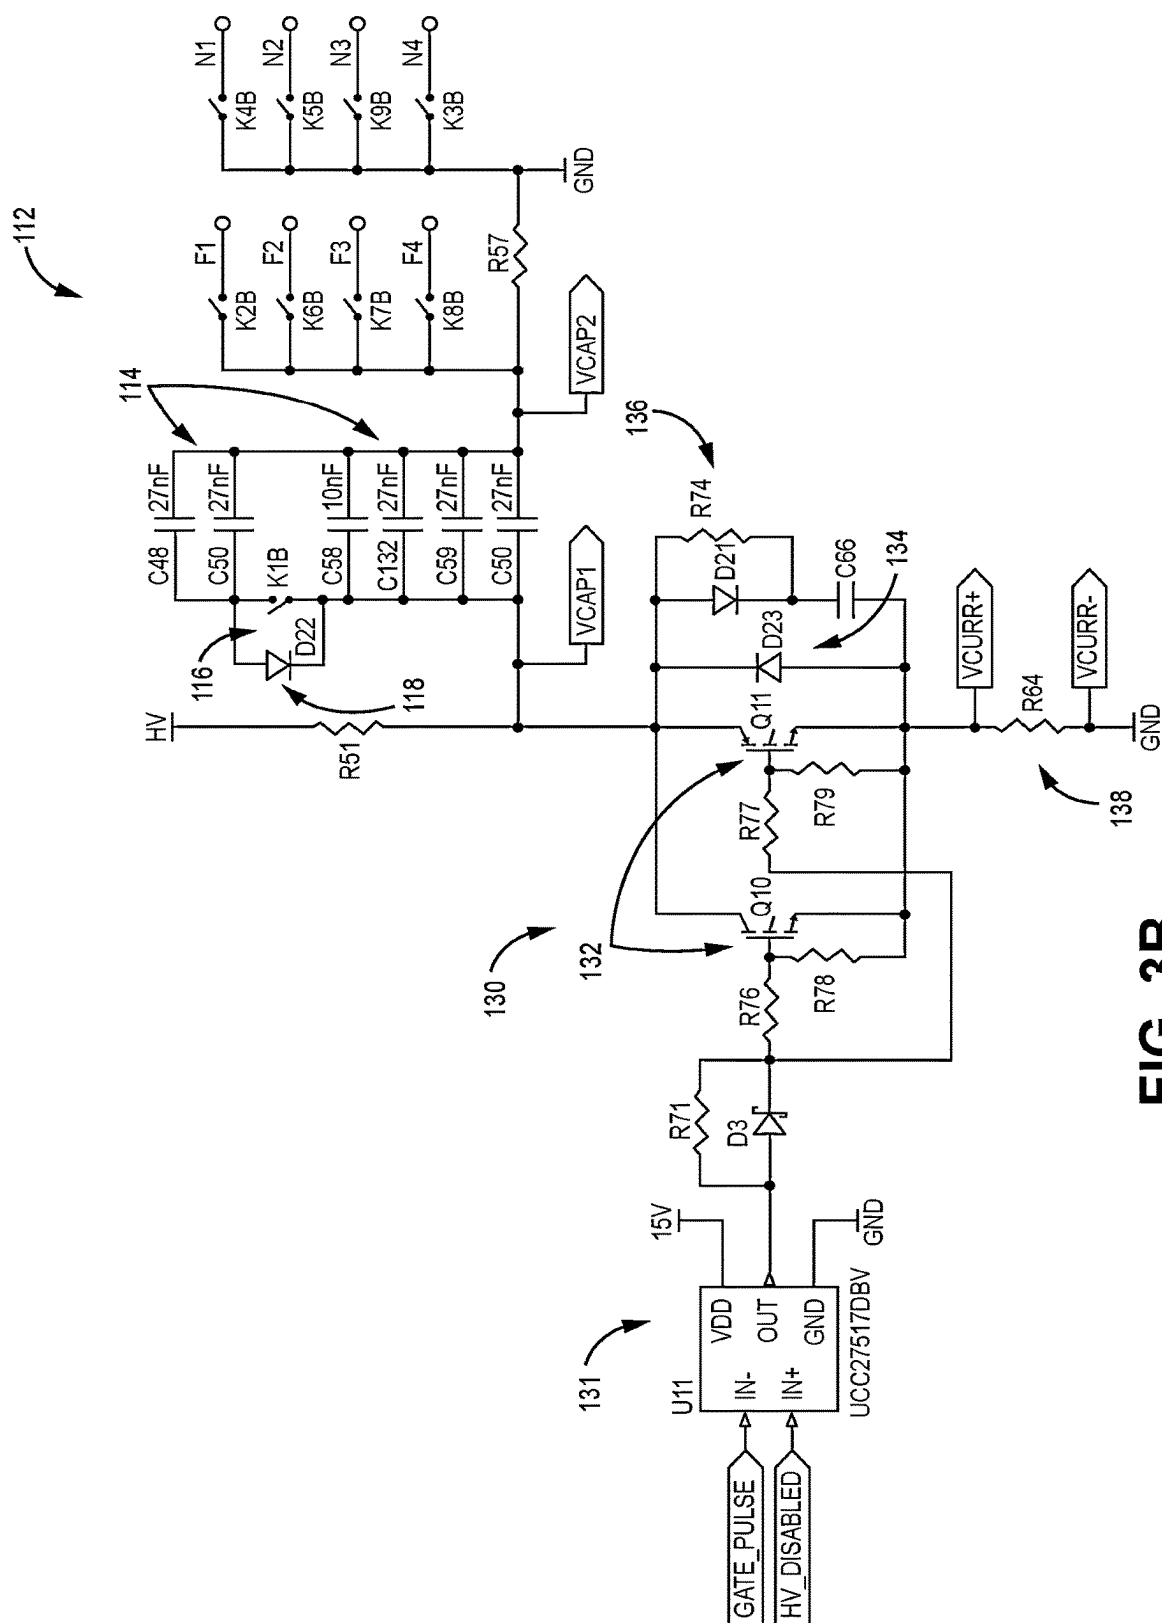 112
N1
K4B
N2
K5B
N3
K9B
N4
K3B
GND
F1
K2B
F2
K6B
F3
K7B
F4
K8B
R57
VCAP2
114
C48
27nF
C50
27nF
K1B
C58
10nF
C132
27nF
C59
27nF
C50
27nF
116
D22
118
VCAP1
HV
R51
130
132
Q10
Q11
R76
R78
R77
R79
D23
D21
R74
C66
136
134
VCURR+
R64
VCURR-
138
GND
131
U11
15V
VDD
OUT
GND
IN-
IN+
UCC27517DBV
GND
GATE_PULSE
HV_DISABLED
R71
D3
FIG. 3B